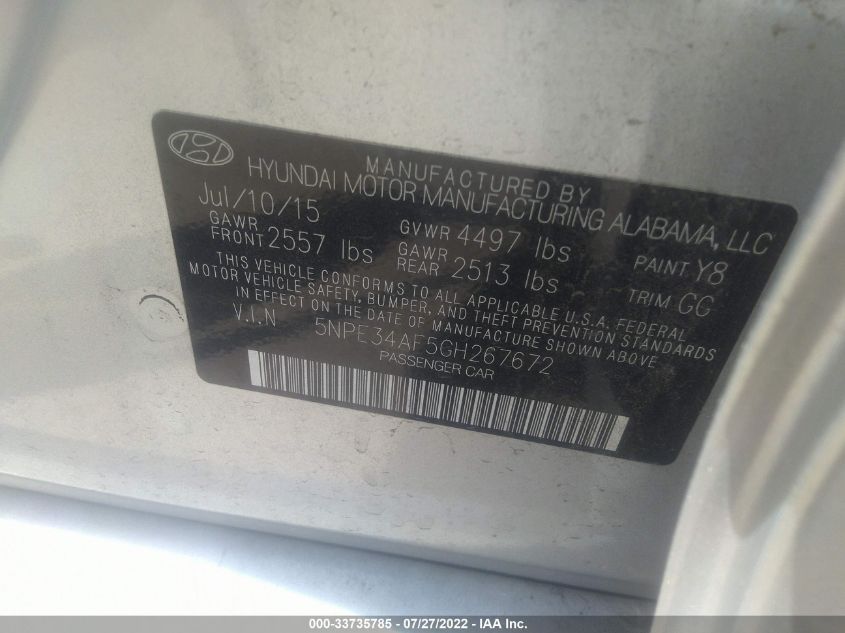 MANUFACTURED BY
HYUNDAI MOTOR MANUFACTURING ALABAMA, LLC
Jul/10/15 GVWR 4497 lbs PAINT Y8
GAWR FRONT 2557 lbs GAWR REAR 2513 lbs TRIM GG
THIS VEHICLE CONFORMS TO ALL APPLICABLE U.S.A. FEDERAL
MOTOR VEHICLE SAFETY, BUMPER, AND THEFT PREVENTION STANDARDS
IN EFFECT ON THE DATE OF MANUFACTURE SHOWN ABOVE
V.I.N 5NPE34AF5GH267672
PASSENGER CAR
000-33735785 - 07/27/2022 - IAA Inc.